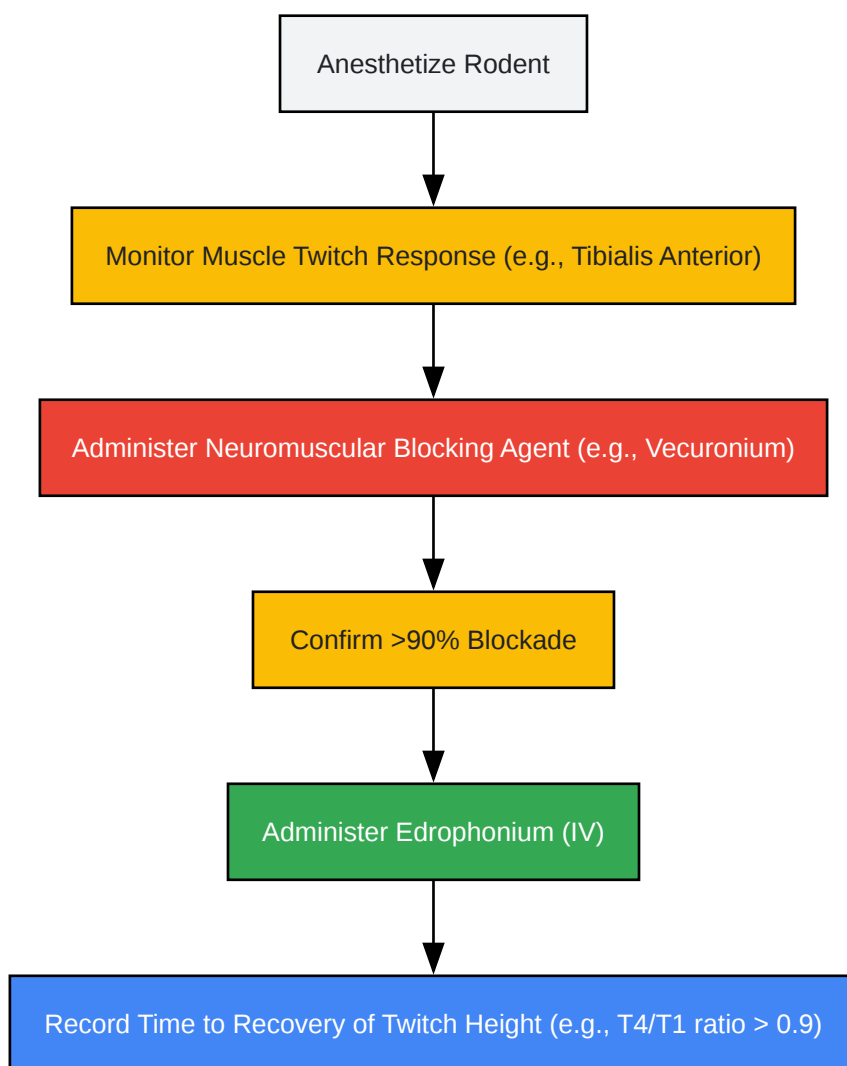 Anesthetize Rodent
Monitor Muscle Twitch Response (e.g., Tibialis Anterior)
Administer Neuromuscular Blocking Agent (e.g., Vecuronium)
Confirm >90% Blockade
Administer Edrophonium (IV)
Record Time to Recovery of Twitch Height (e.g., T4/T1 ratio > 0.9)